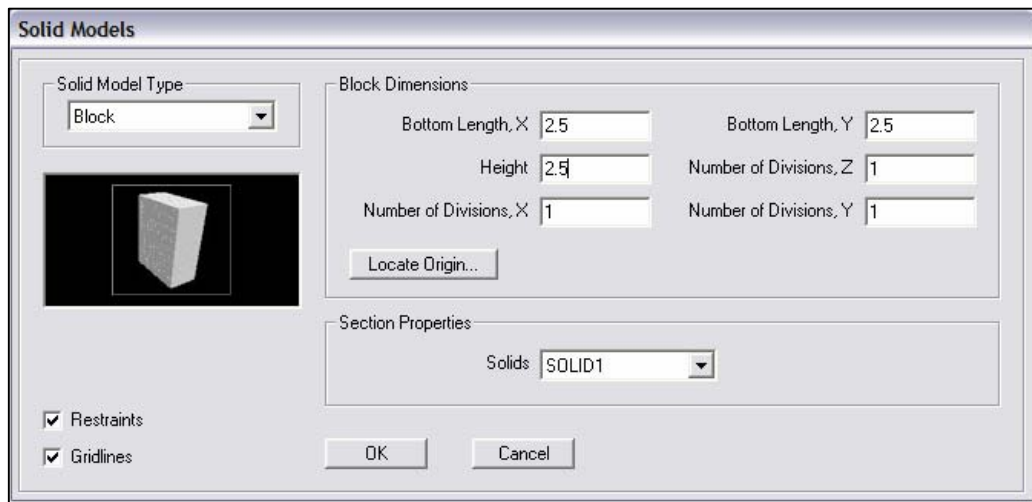 Solid Models
Solid Model Type
Block
Block Dimensions
Bottom Length, X 2.5
Bottom Length, Y 2.5
Height 2.5
Number of Divisions, Z 1
Number of Divisions, X 1
Number of Divisions, Y 1
Locate Origin...
Section Properties
Solids SOLID1
Restraints
Gridlines
OK
Cancel